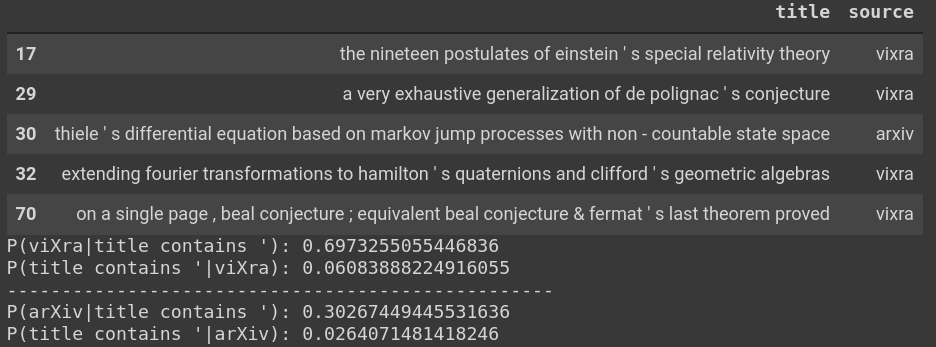 title source
17 the nineteen postulates of einstein ' s special relativity theory vixra
29 a very exhaustive generalization of de polignac ' s conjecture vixra
30 thiele ' s differential equation based on markov jump processes with non - countable state space arxiv
32 extending fourier transformations to hamilton ' s quaternions and clifford ' s geometric algebras vixra
70 on a single page , beal conjecture ; equivalent beal conjecture & fermat ' s last theorem proved vixra
P(viXra|title contains '): 0.6973255055446836
P(title contains '|viXra): 0.06083888224916055
--------------------------------------------------
P(arXiv|title contains '): 0.30267449445531636
P(title contains '|arXiv): 0.0264071481418246